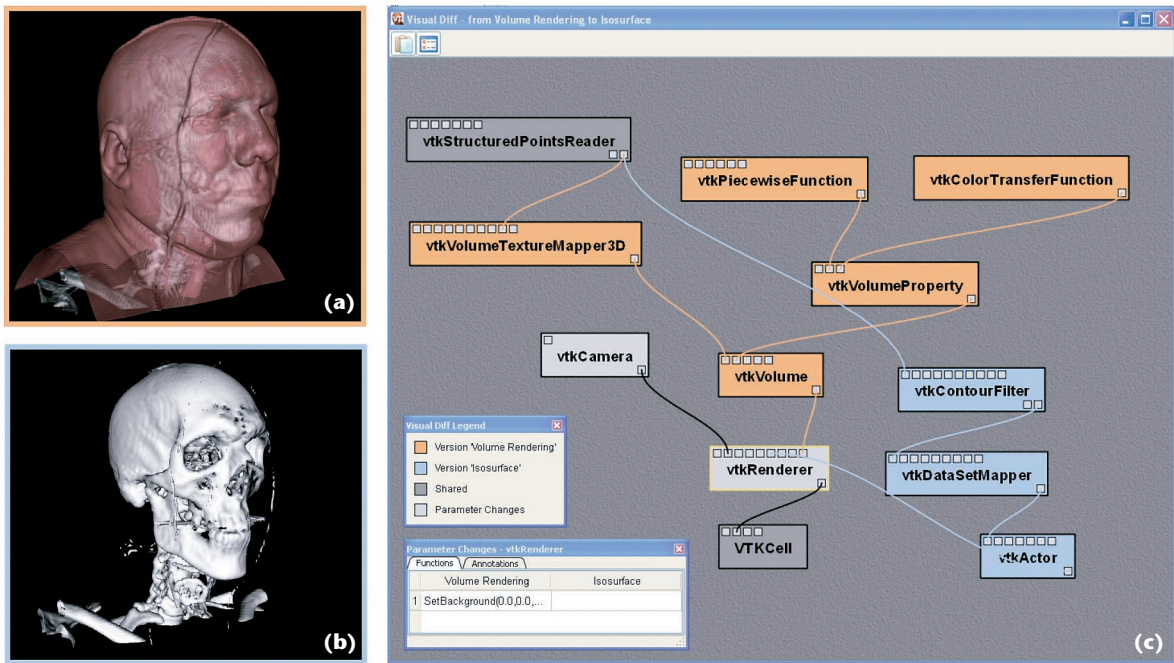 (a)
(b)
Visual Diff - from Volume Rendering to Isosurface
vtkStructuredPointsReader
vtkPiecewiseFunction
vtkColorTransferFunction
vtkVolumeTextureMapper3D
vtkVolumeProperty
vtkCamera
vtkVolume
vtkContourFilter
Visual Diff Legend
Version 'Volume Rendering'
Version 'Isosurface'
Shared
Parameter Changes
vtkRenderer
vtkDataSetMapper
VTKCell
vtkActor
Parameter Changes - vtkRenderer
Functions Annotations
Volume Rendering Isosurface
1 SetBackground(0.0,0.0,...
(c)